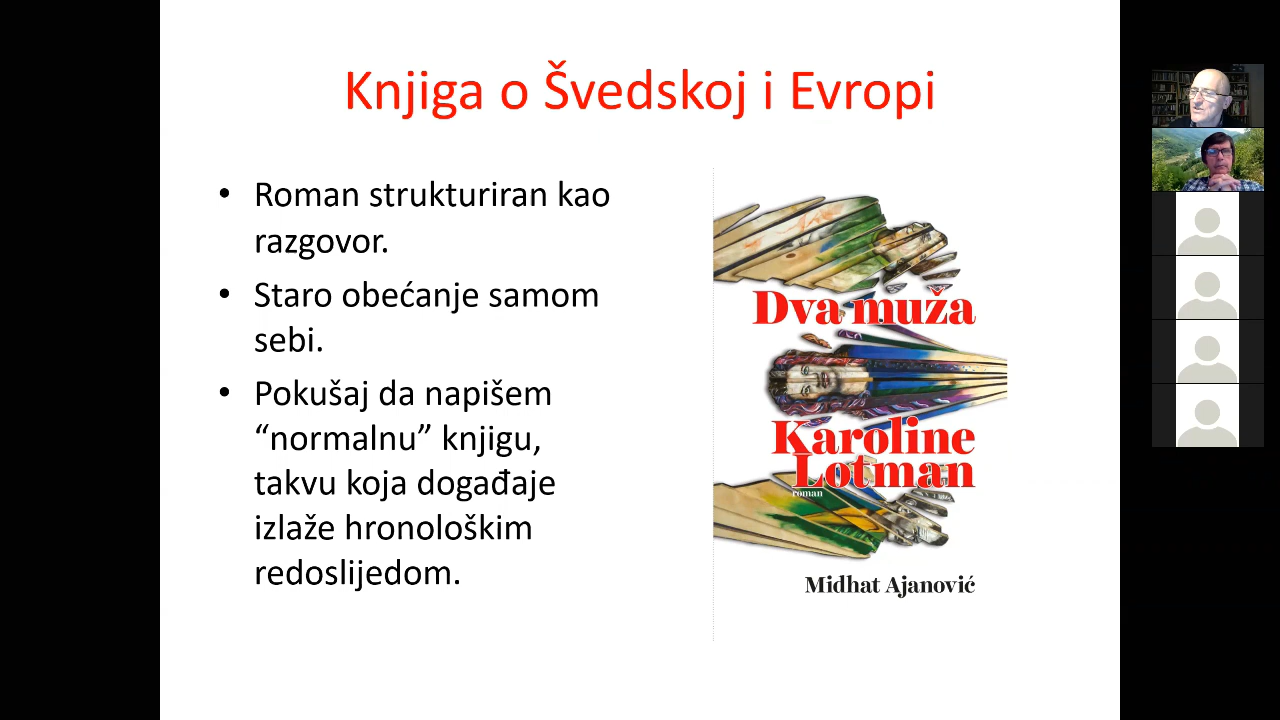 Knjiga o Švedskoj i Evropi
• Roman strukturiran kao
razgovor.
• Staro obećanje samom
sebi.
• Pokušaj da napišem
“normalnu” knjigu,
takvu koja događaje
izlaže hronološkim
redoslijedom.
Dva muža
Karoline
Lotman
roman
Midhat Ajanović